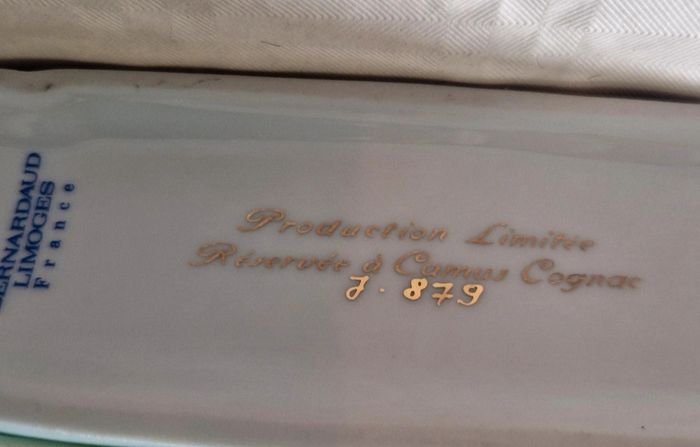 BERNARDAUD
LIMOGES
France
Production Limitée
Réservée à Camus Cognac
J. 879